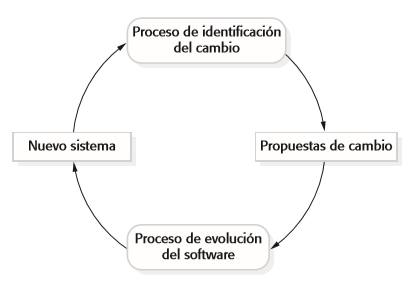 Proceso de identificación
del cambio
Nuevo sistema
Propuestas de cambio
Proceso de evolución
del software